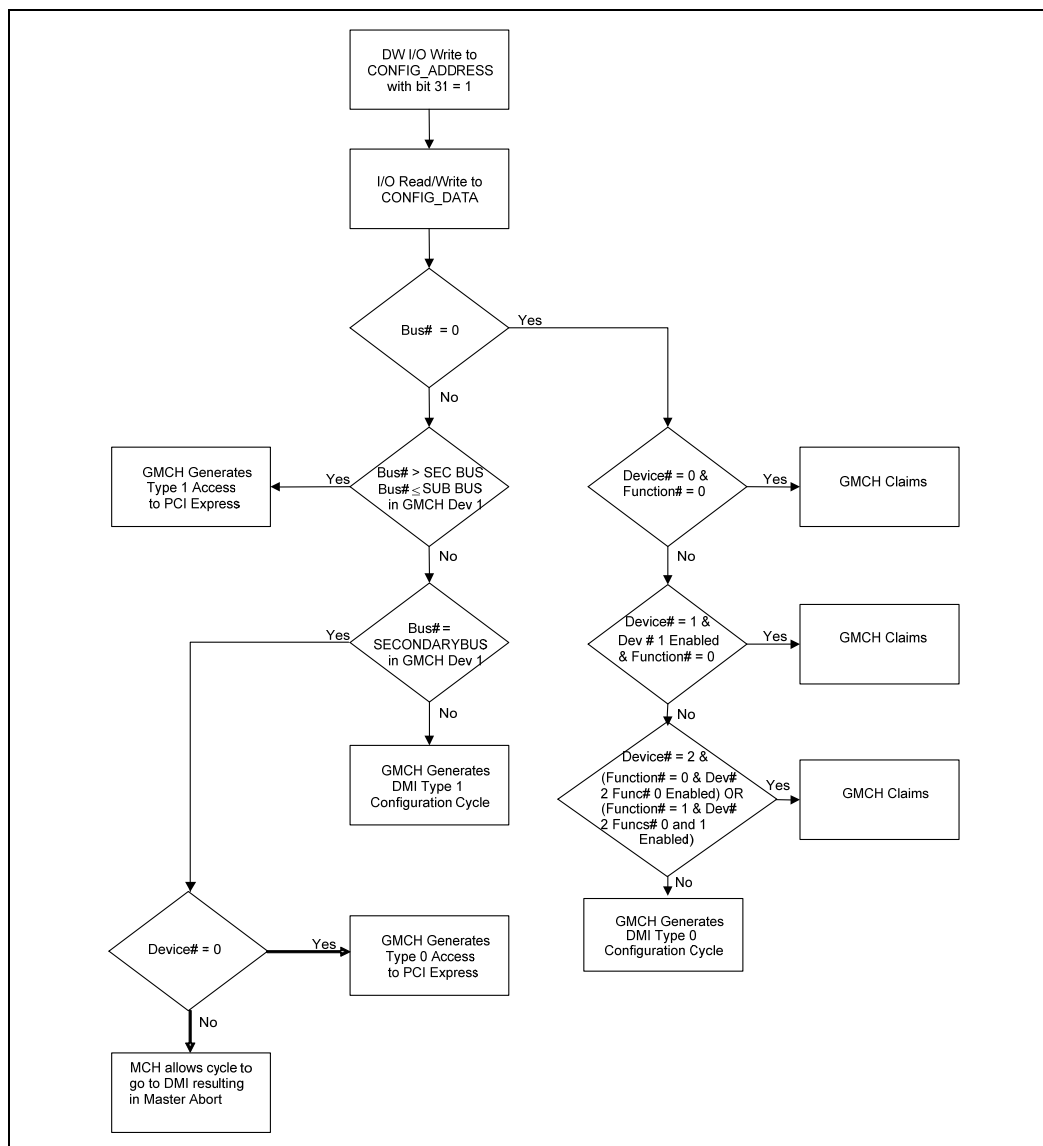 DW I/O Write to
CONFIG_ADDRESS
with bit 31 = 1
I/O Read/Write to
CONFIG_DATA
Bus# = 0
Yes
No
Bus# > SEC BUS
Bus# ≤ SUB BUS
in GMCH Dev 1
Yes
GMCH Generates
Type 1 Access
to PCI Express
No
Device# = 0 &
Function# = 0
Yes
GMCH Claims
No
Bus# =
SECONDARYBUS
in GMCH Dev 1
Yes
No
Device# = 1 &
Dev # 1 Enabled
& Function# = 0
Yes
GMCH Claims
No
GMCH Generates
DMI Type 1
Configuration Cycle
Device# = 2 &
(Function# = 0 & Dev#
2 Func# 0 Enabled) OR
(Function# = 1 & Dev#
2 Funcs# 0 and 1
Enabled)
Yes
GMCH Claims
No
GMCH Generates
DMI Type 0
Configuration Cycle
Device# = 0
Yes
GMCH Generates
Type 0 Access
to PCI Express
No
MCH allows cycle to
go to DMI resulting
in Master Abort